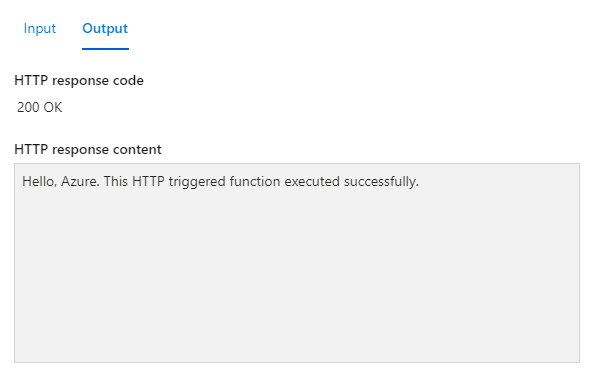 Input Output
HTTP response code
200 OK
HTTP response content
Hello, Azure. This HTTP triggered function executed successfully.